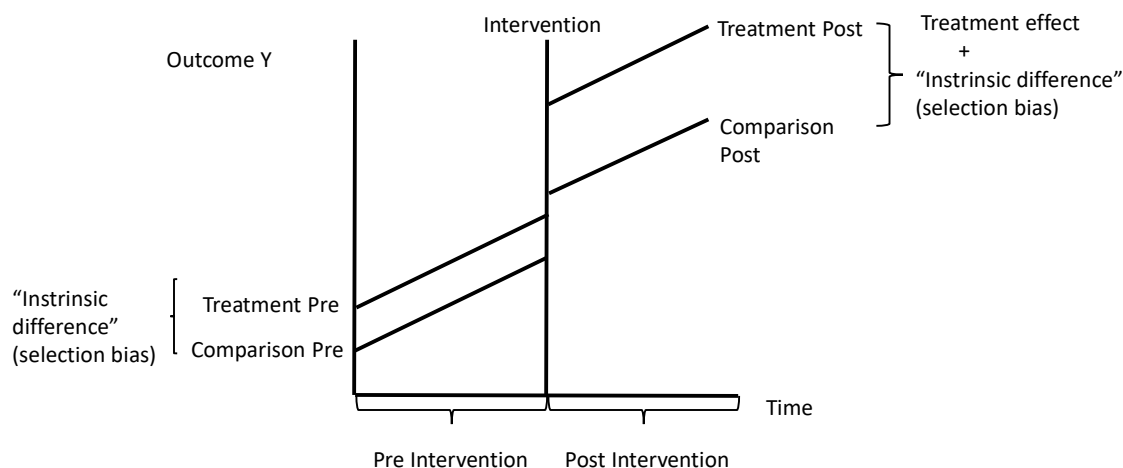 Intervention
Outcome Y
Treatment Post
Treatment effect
+
“Instrinsic difference”
(selection bias)
Comparison
Post
“Instrinsic
difference”
(selection bias)
Treatment Pre
Comparison Pre
Time
Pre Intervention
Post Intervention